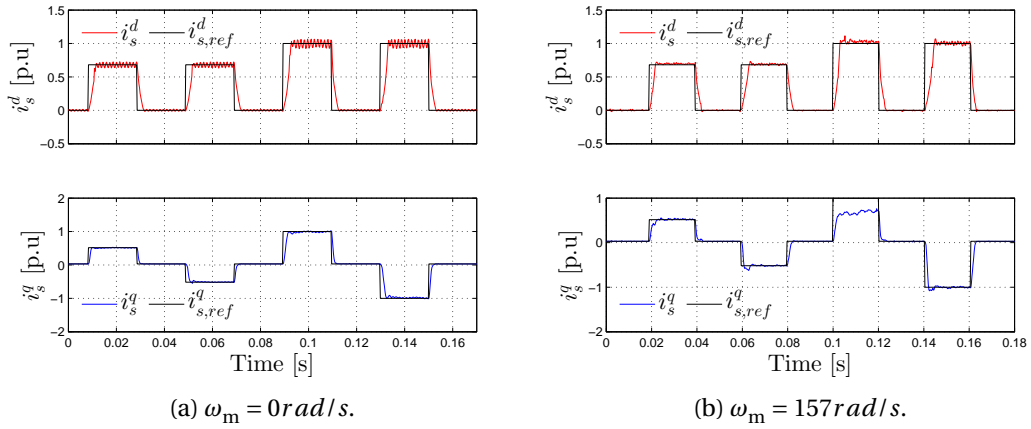 i_s^d [p.u]
1.5
1
0.5
0
−0.5
i_s^d i_{s,ref}^d
i_s^q [p.u]
2
1
0
−1
−2
i_s^q i_{s,ref}^q
0 0.02 0.04 0.06 0.08 0.1 0.12 0.14 0.16
Time [s]
(a) ω_m = 0rad/s.
i_s^d [p.u]
1.5
1
0.5
0
−0.5
i_s^d i_{s,ref}^d
i_s^q [p.u]
1
0
−1
2
i_s^q i_{s,ref}^q
0 0.02 0.04 0.06 0.08 0.1 0.12 0.14 0.16 0.18
Time [s]
(b) ω_m = 157rad/s.